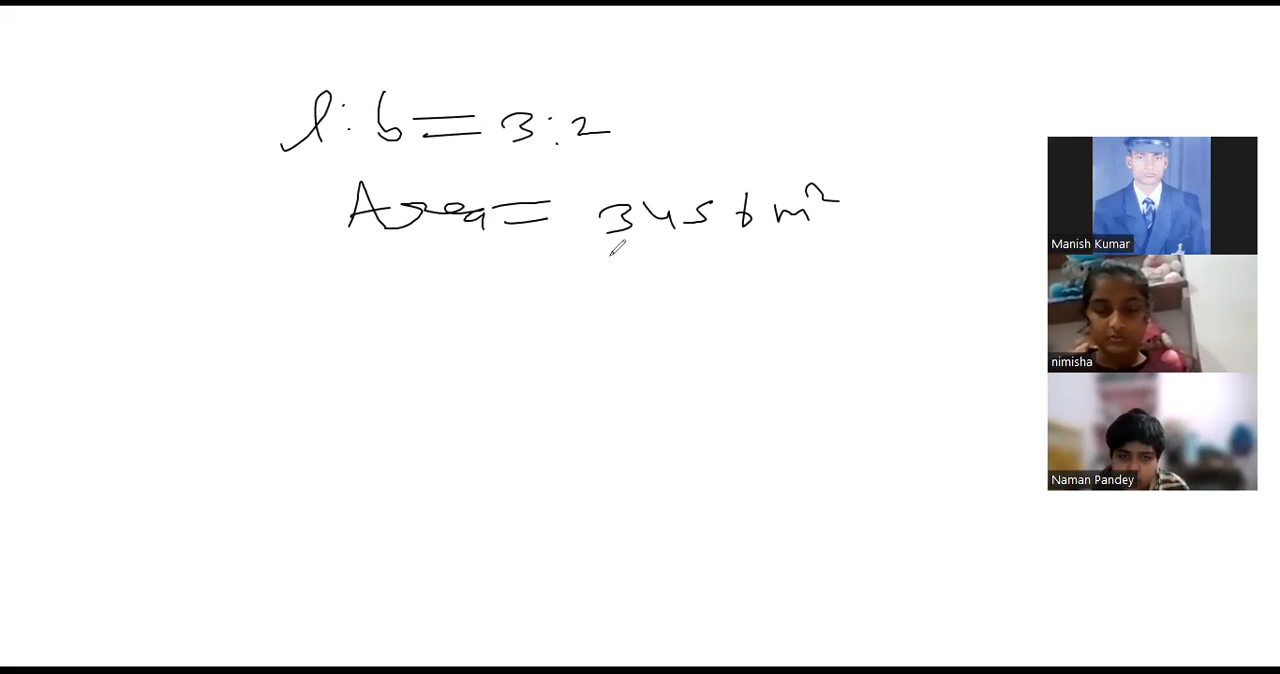 l : b = 3 : 2
Area = 3456 m²
Manish Kumar
nimisha
Naman Pandey